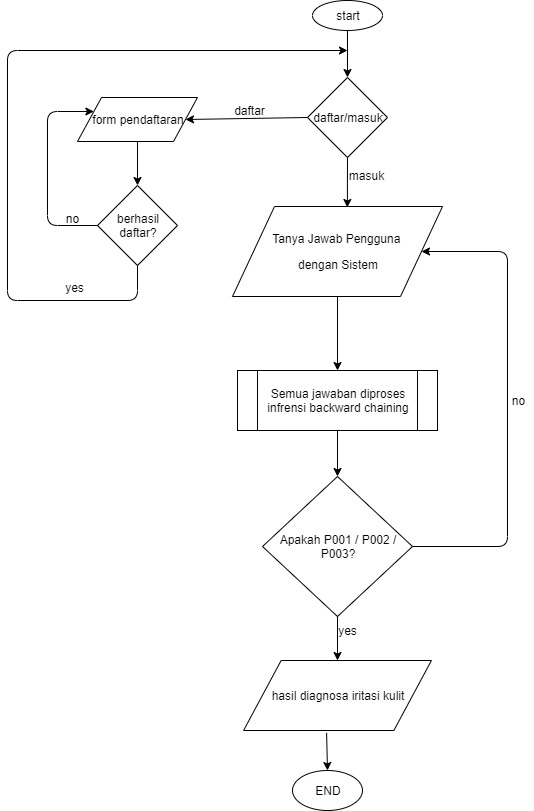 start
daftar/masuk
daftar
form pendaftaran
masuk
berhasil
daftar?
no
yes
Tanya Jawab Pengguna
dengan Sistem
Semua jawaban diproses
infrensi backward chaining
no
Apakah P001 / P002 /
P003?
yes
hasil diagnosa iritasi kulit
END